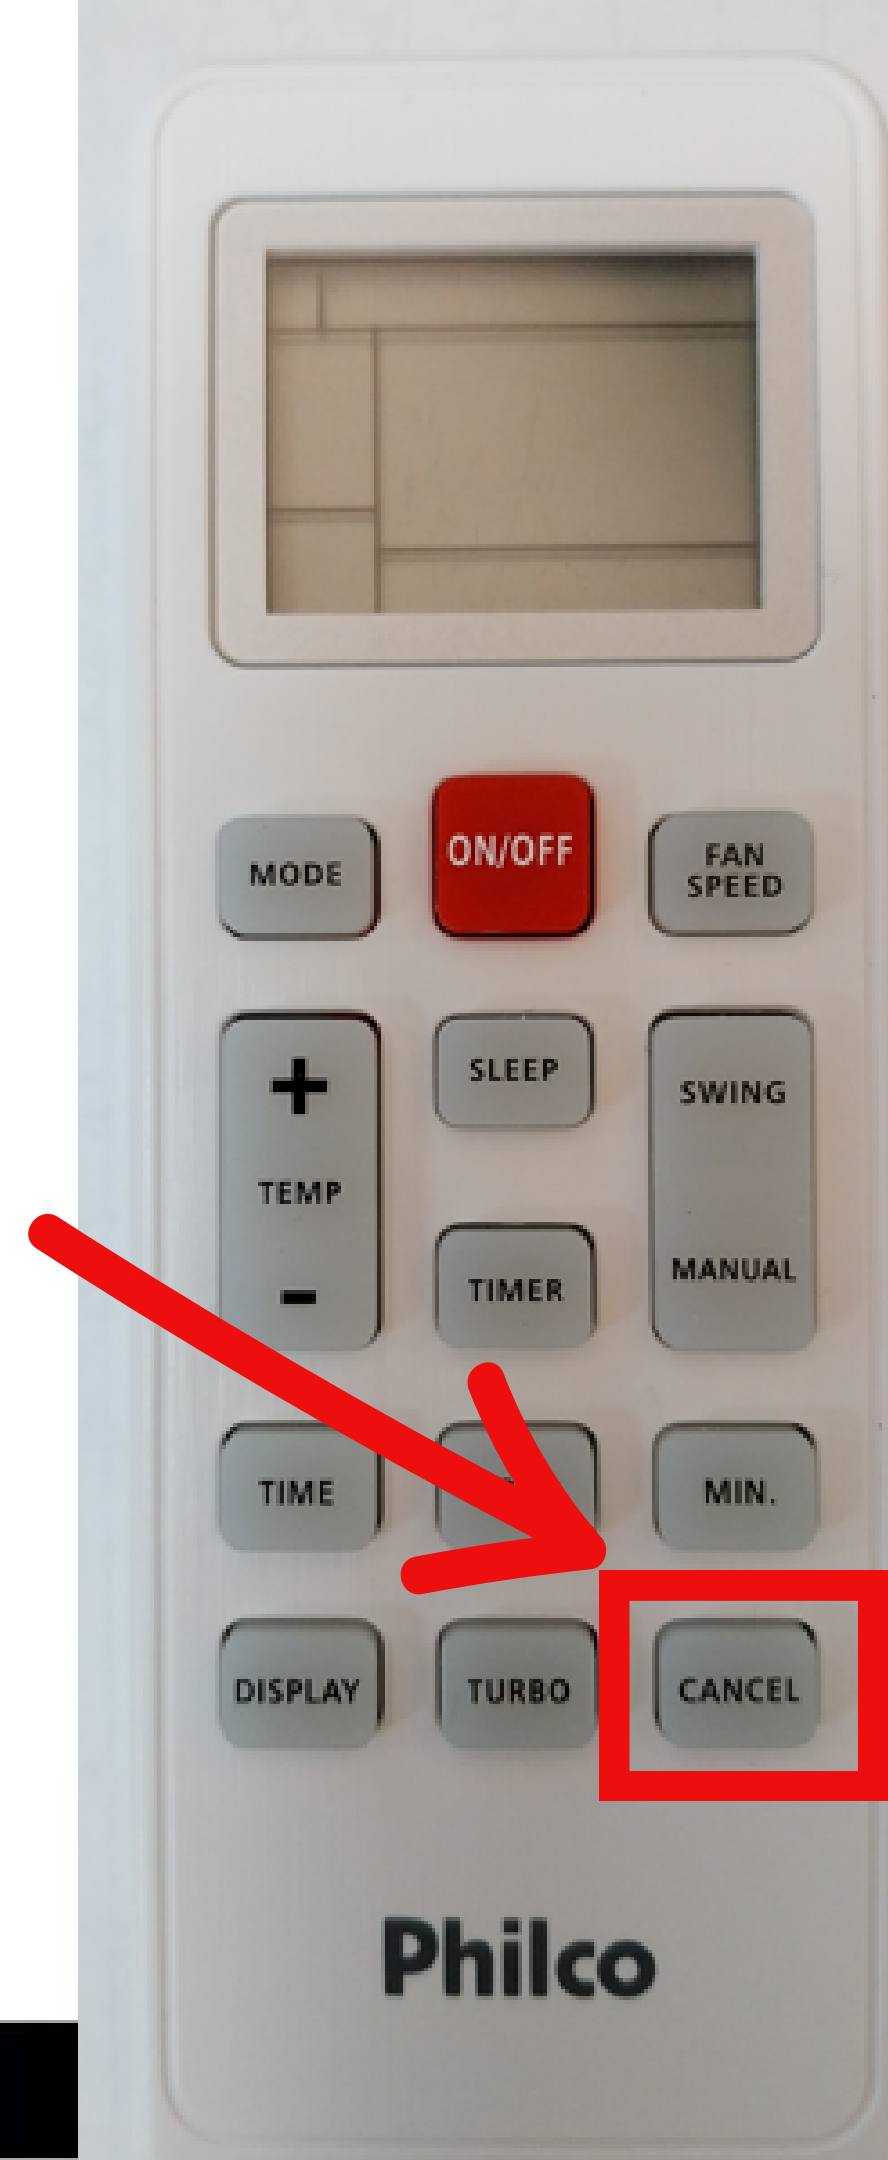 ON/OFF
MODE
FAN
SPEED
+
SLEEP
SWING
TEMP
-
TIMER
MANUAL
TIME
MIN.
DISPLAY
TURBO
CANCEL
Philco